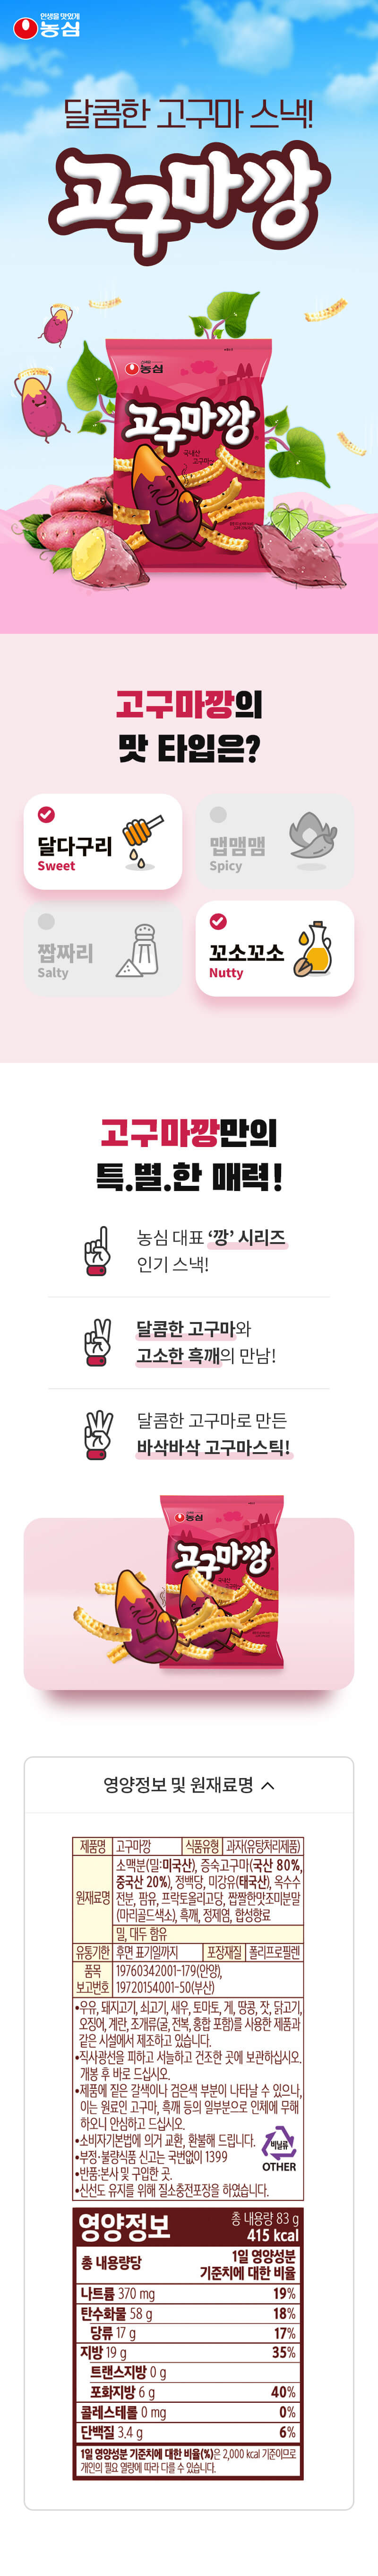 인생을 맛있게
농심
달콤한 고구마 스낵!
고구마깡
농심
고구마깡
국내산
고구마
고구마깡의
맛 타입은?
달다구리
Sweet
맵맴맴
Spicy
짭짜리
Salty
꼬소꼬소
Nutty
고구마깡만의
특.별.한 매력!
농심 대표 ‘깡’ 시리즈
인기 스낵!
달콤한 고구마와
고소한 흑깨의 만남!
달콤한 고구마로 만든
바삭바삭 고구마스틱!
농심
고구마깡
영양정보 및 원재료명
제품명 고구마깡 식품유형 과자(유탕처리제품)
원재료명 소맥분(밀:미국산), 증숙고구마(국산 80%,
중국산 20%), 정백당, 미강유(태국산), 옥수수
전분, 팜유, 프락토올리고당, 짭짤한맛조미분말
(마리골드색소), 흑깨, 정제염, 합성향료
밀, 대두 함유
유통기한 후면 표기일까지 포장재질 폴리프로필렌
품목 보고번호 19760342001-179(안양),
19720154001-50(부산)
•우유, 돼지고기, 쇠고기, 새우, 토마토, 게, 땅콩, 잣, 닭고기,
오징어, 계란, 조개류(굴, 전복, 홍합 포함)를 사용한 제품과
같은 시설에서 제조하고 있습니다.
•직사광선을 피하고 서늘하고 건조한 곳에 보관하십시오.
개봉 후 바로 드십시오.
•제품에 짙은 갈색이나 검은색 부분이 나타날 수 있으나,
이는 원료인 고구마, 흑깨 등의 일부분으로 인체에 무해
하오니 안심하고 드십시오.
•소비자기본법에 의거 교환, 환불해 드립니다.
•부정·불량식품 신고는 국번없이 1399
•반품:본사 및 구입한 곳.
•신선도 유지를 위해 질소충전포장을 하였습니다.
비닐류
OTHER
영양정보 총 내용량 83 g
415 kcal
총 내용량당 1일 영양성분
기준치에 대한 비율
나트륨 370 mg 19%
탄수화물 58 g 18%
당류 17 g 17%
지방 19 g 35%
트랜스지방 0 g
포화지방 6 g 40%
콜레스테롤 0 mg 0%
단백질 3.4 g 6%
1일 영양성분 기준치에 대한 비율(%)은 2,000 kcal 기준이므로
개인의 필요 열량에 따라 다를 수 있습니다.